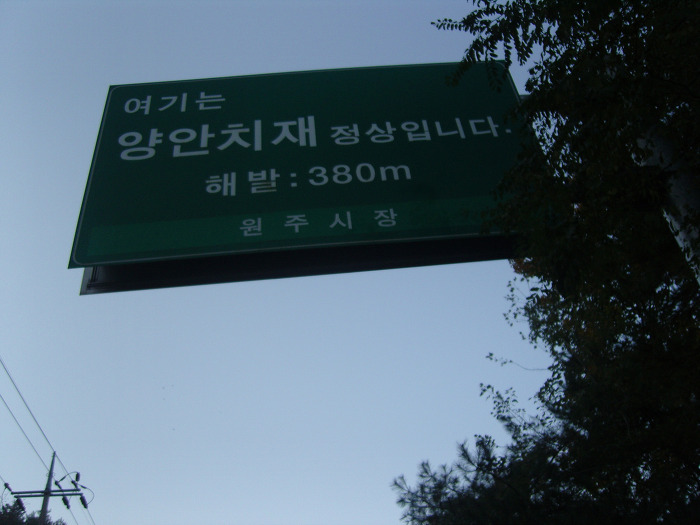 여기는
양안치재 정상입니다.
해발 : 380m
원주시장